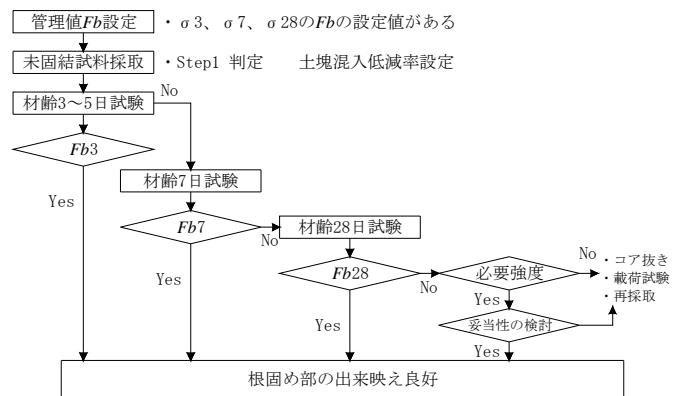 管理値Fb設定 ・σ3、σ7、σ28のFbの設定値がある
未固結試料採取 ・Step1 判定 土塊混入低減率設定
材齢3～5日試験 No
Fb3
Yes
材齢7日試験
Fb7 No
Yes
材齢28日試験
Fb28 No
Yes
必要強度 No
Yes
・コア抜き
・載荷試験
・再採取
妥当性の検討
Yes
根固め部の出来映え良好